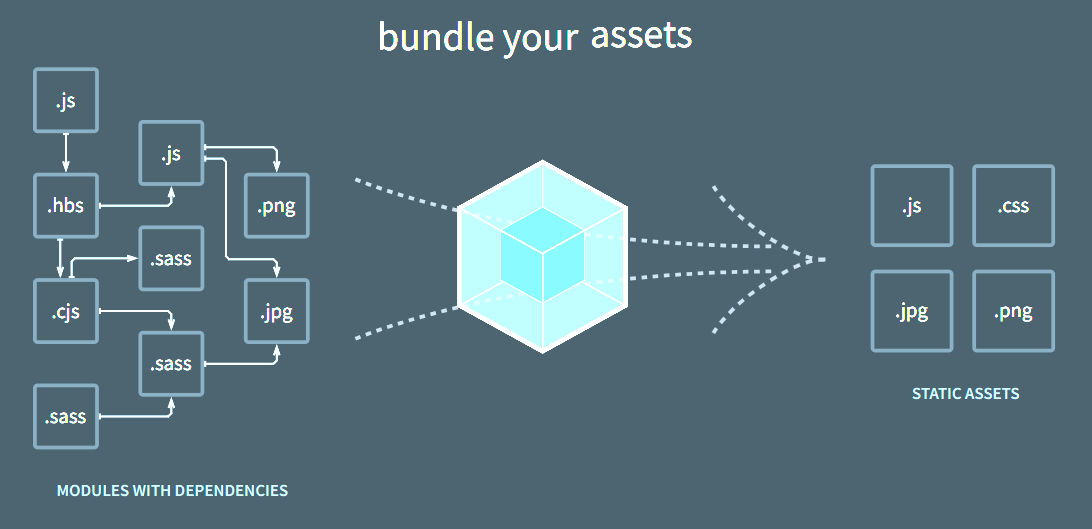 bundle your assets
.js
.js
.hbs
.png
.sass
.cjs
.jpg
.sass
.sass
MODULES WITH DEPENDENCIES
.js
.css
.jpg
.png
STATIC ASSETS